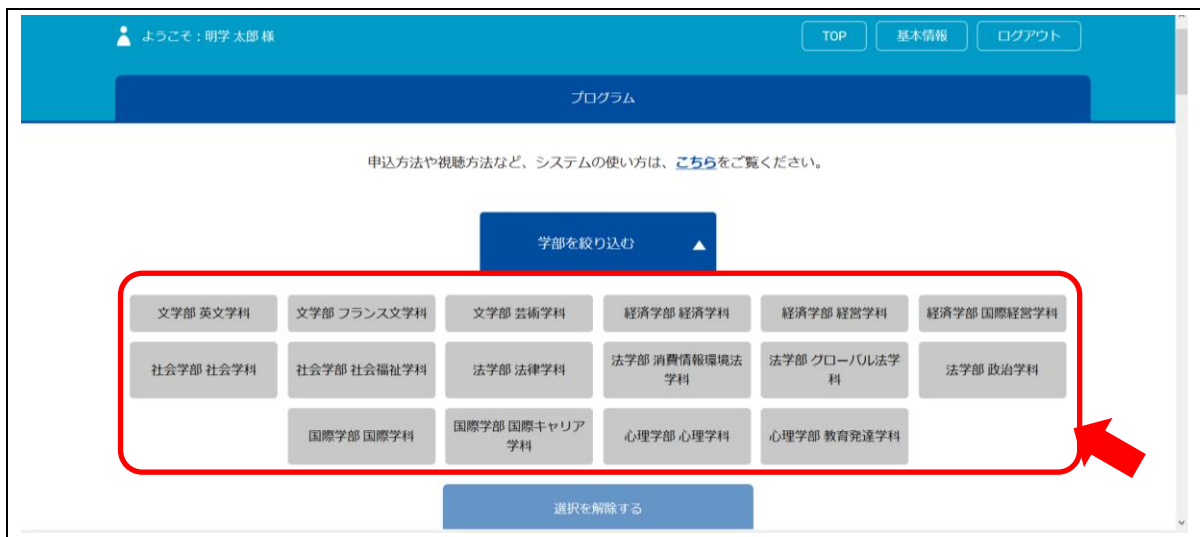 ようこそ：明学 太郎 様
TOP
基本情報
ログアウト
プログラム
申込方法や視聴方法など、システムの使い方は、こちらをご覧ください。
学部を絞り込む ▲
文学部 英文学科
文学部 フランス文学科
文学部 芸術学科
経済学部 経済学科
経済学部 経営学科
経済学部 国際経営学科
社会学部 社会学科
社会学部 社会福祉学科
法学部 法律学科
法学部 消費情報環境法
学科
法学部 グローバル法学
科
法学部 政治学科
国際学部 国際学科
国際学部 国際キャリア
学科
心理学部 心理学科
心理学部 教育発達学科
選択を解除する